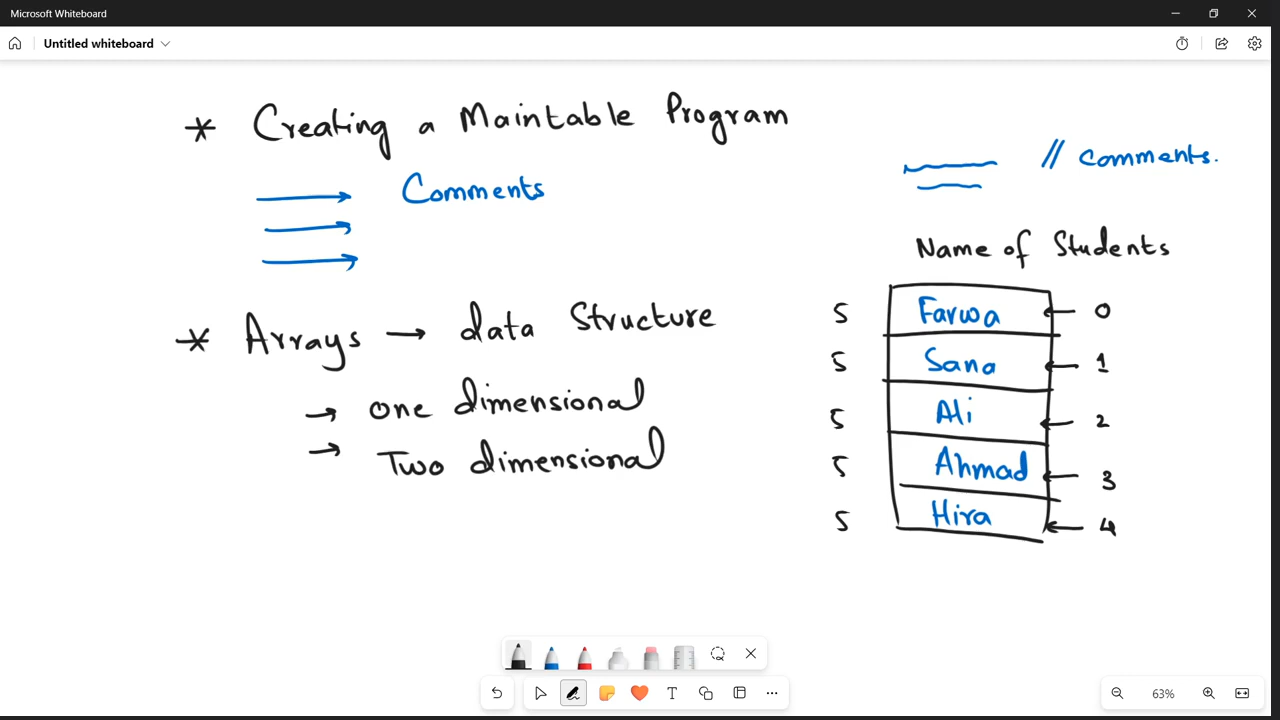 Microsoft Whiteboard
Untitled whiteboard
* Creating a Maintable Program
Comments
// comments.
* Arrays → data Structure
→ one dimensional
→ Two dimensional
Name of Students
5 Farwa ← 0
5 Sana ← 1
5 Ali ← 2
5 Ahmad ← 3
5 Hira ← 4
63%